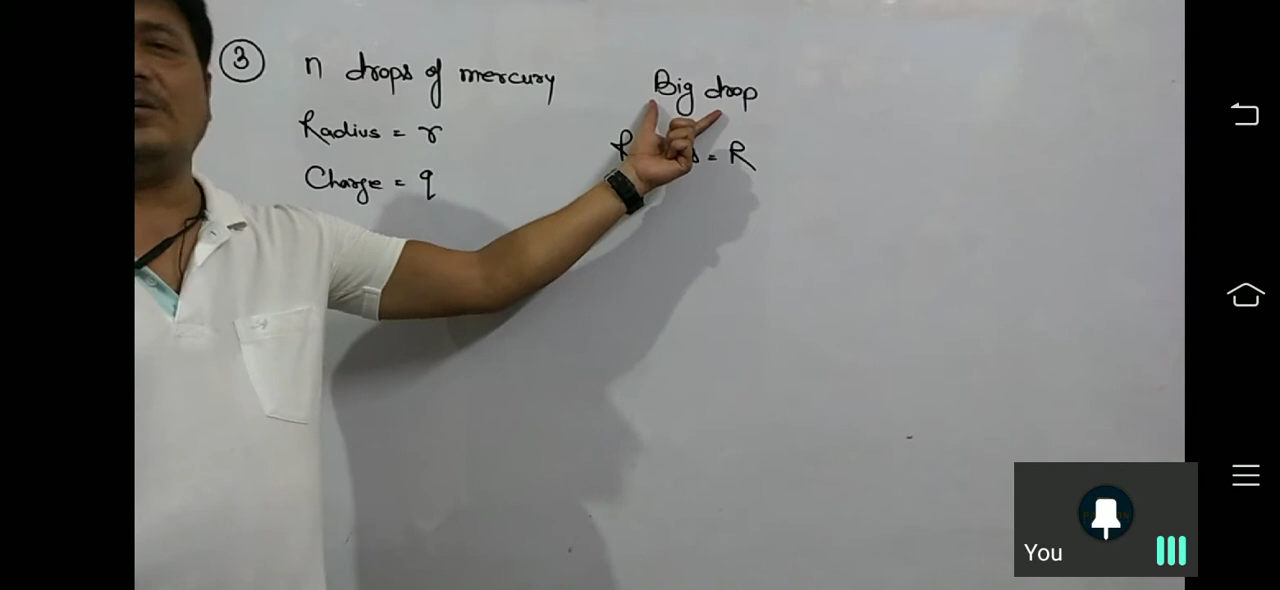 ③ n drops of mercury
Radius = r
Charge = q
Big drop
= R
You